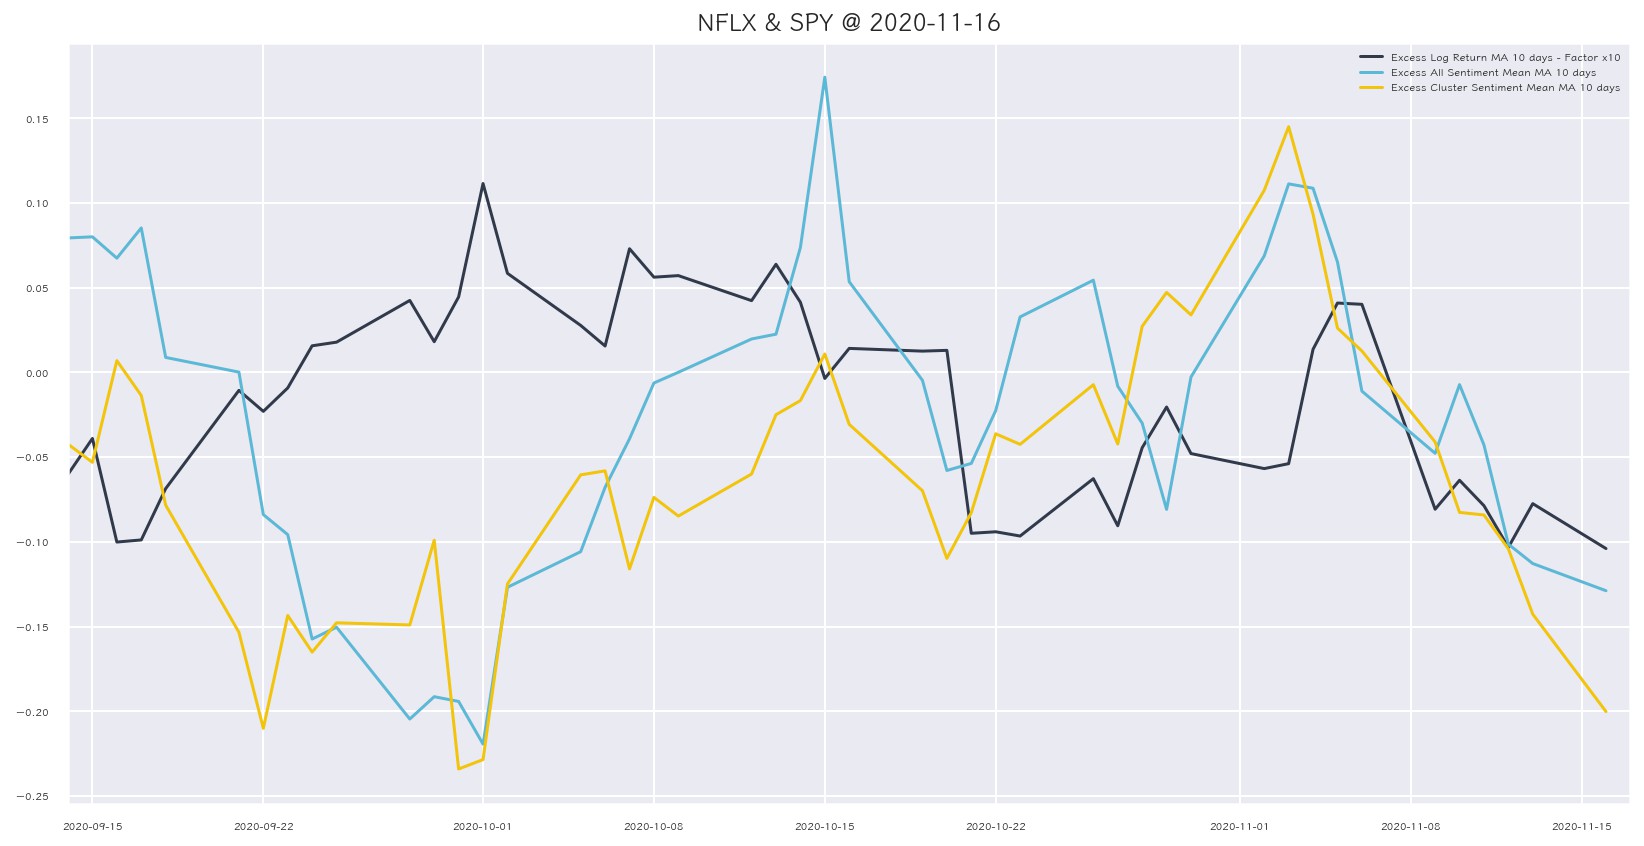 NFLX & SPY @ 2020-11-16
Excess Log Return MA 10 days - Factor x10
Excess All Sentiment Mean MA 10 days
Excess Cluster Sentiment Mean MA 10 days
0.15
0.10
0.05
0.00
−0.05
−0.10
−0.15
−0.20
−0.25
2020-09-15 2020-09-22 2020-10-01 2020-10-08 2020-10-15 2020-10-22 2020-11-01 2020-11-08 2020-11-15